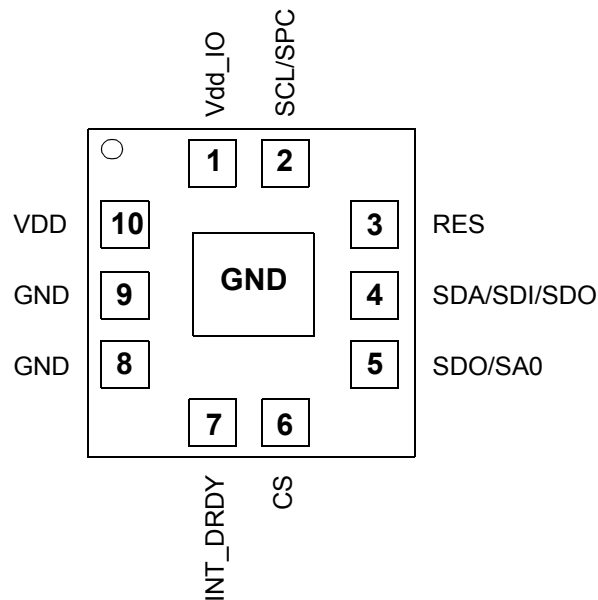 Vdd_IO
SCL/SPC
1 2
VDD 10 3 RES
GND 9 GND 4 SDA/SDI/SDO
GND 8 5 SDO/SA0
7 6
INT_DRDY
CS